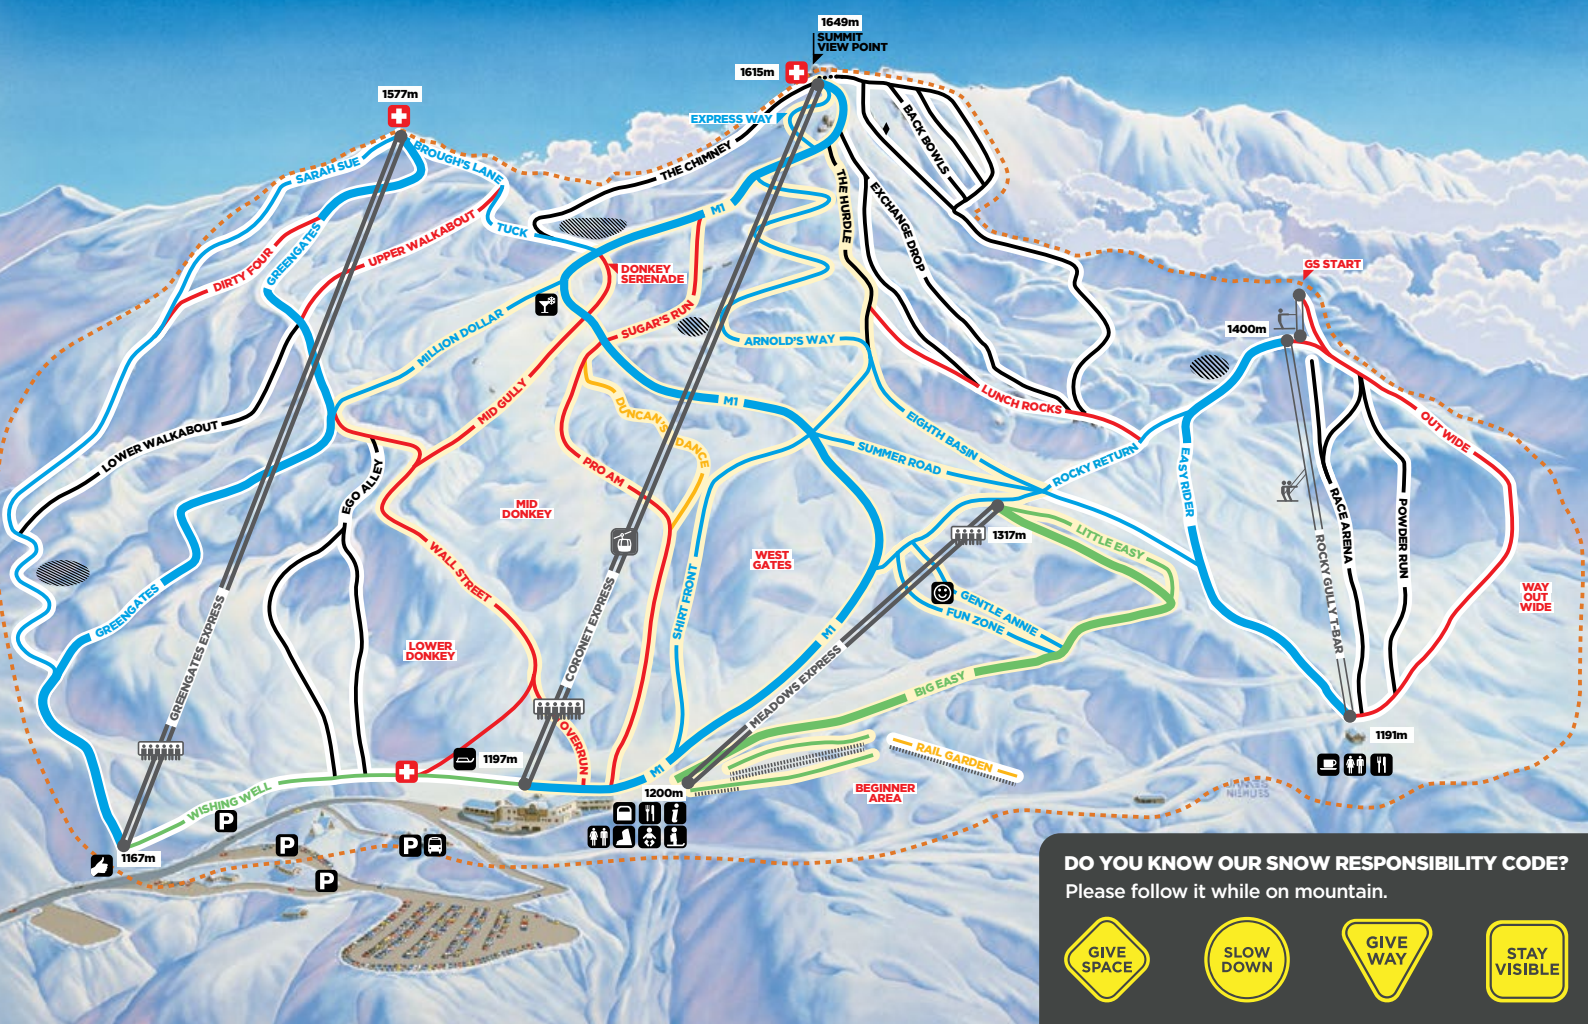 1649m
SUMMIT
VIEW POINT
1615m
1577m
EXPRESS WAY
BROUGH'S LANE
SARAH SUE
THE CHIMNEY
BACK BOWLS
M1
THE HURDLE
EXCHANGE DROP
TUCK
UPPER WALKABOUT
GREENGATES
DIRTY FOUR
DONKEY
SERENADE
GS START
SUGAR'S RUN
MILLION DOLLAR
1400m
ARNOLD'S WAY
MID GULLY
M1
LUNCH ROCKS
DUNCAN'S DANCE
EIGHTH BASIN
OUT WIDE
LOWER WALKABOUT
SUMMER ROAD
ROCKY RETURN
EASY RIDER
EGO ALLEY
PRO AM
MID
DONKEY
RACE ARENA
POWDER RUN
1317m
LITTLE EASY
WEST
GATES
WALL STREET
ROCKY GULLY T-BAR
SHIRT FRONT
GENTLE ANNIE
FUN ZONE
WAY
OUT
WIDE
GREENGATES
GREENGATES EXPRESS
LOWER
DONKEY
CORONET EXPRESS
M1
MEADOWS EXPRESS
BIG EASY
OVERRUN
1191m
RAIL GARDEN
1197m
M1
1200m
BEGINNER
AREA
JANKE &
NIEHUES
WISHING WELL
P
P
P
P
1167m
DO YOU KNOW OUR SNOW RESPONSIBILITY CODE?
Please follow it while on mountain.
GIVE
SPACE
SLOW
DOWN
GIVE
WAY
STAY
VISIBLE